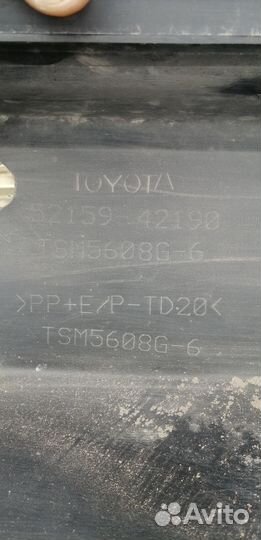 TOYOTA
52159-42190
TSM5608G-6
>PP+E/P-TD20<
TSM5608G-6
Avito